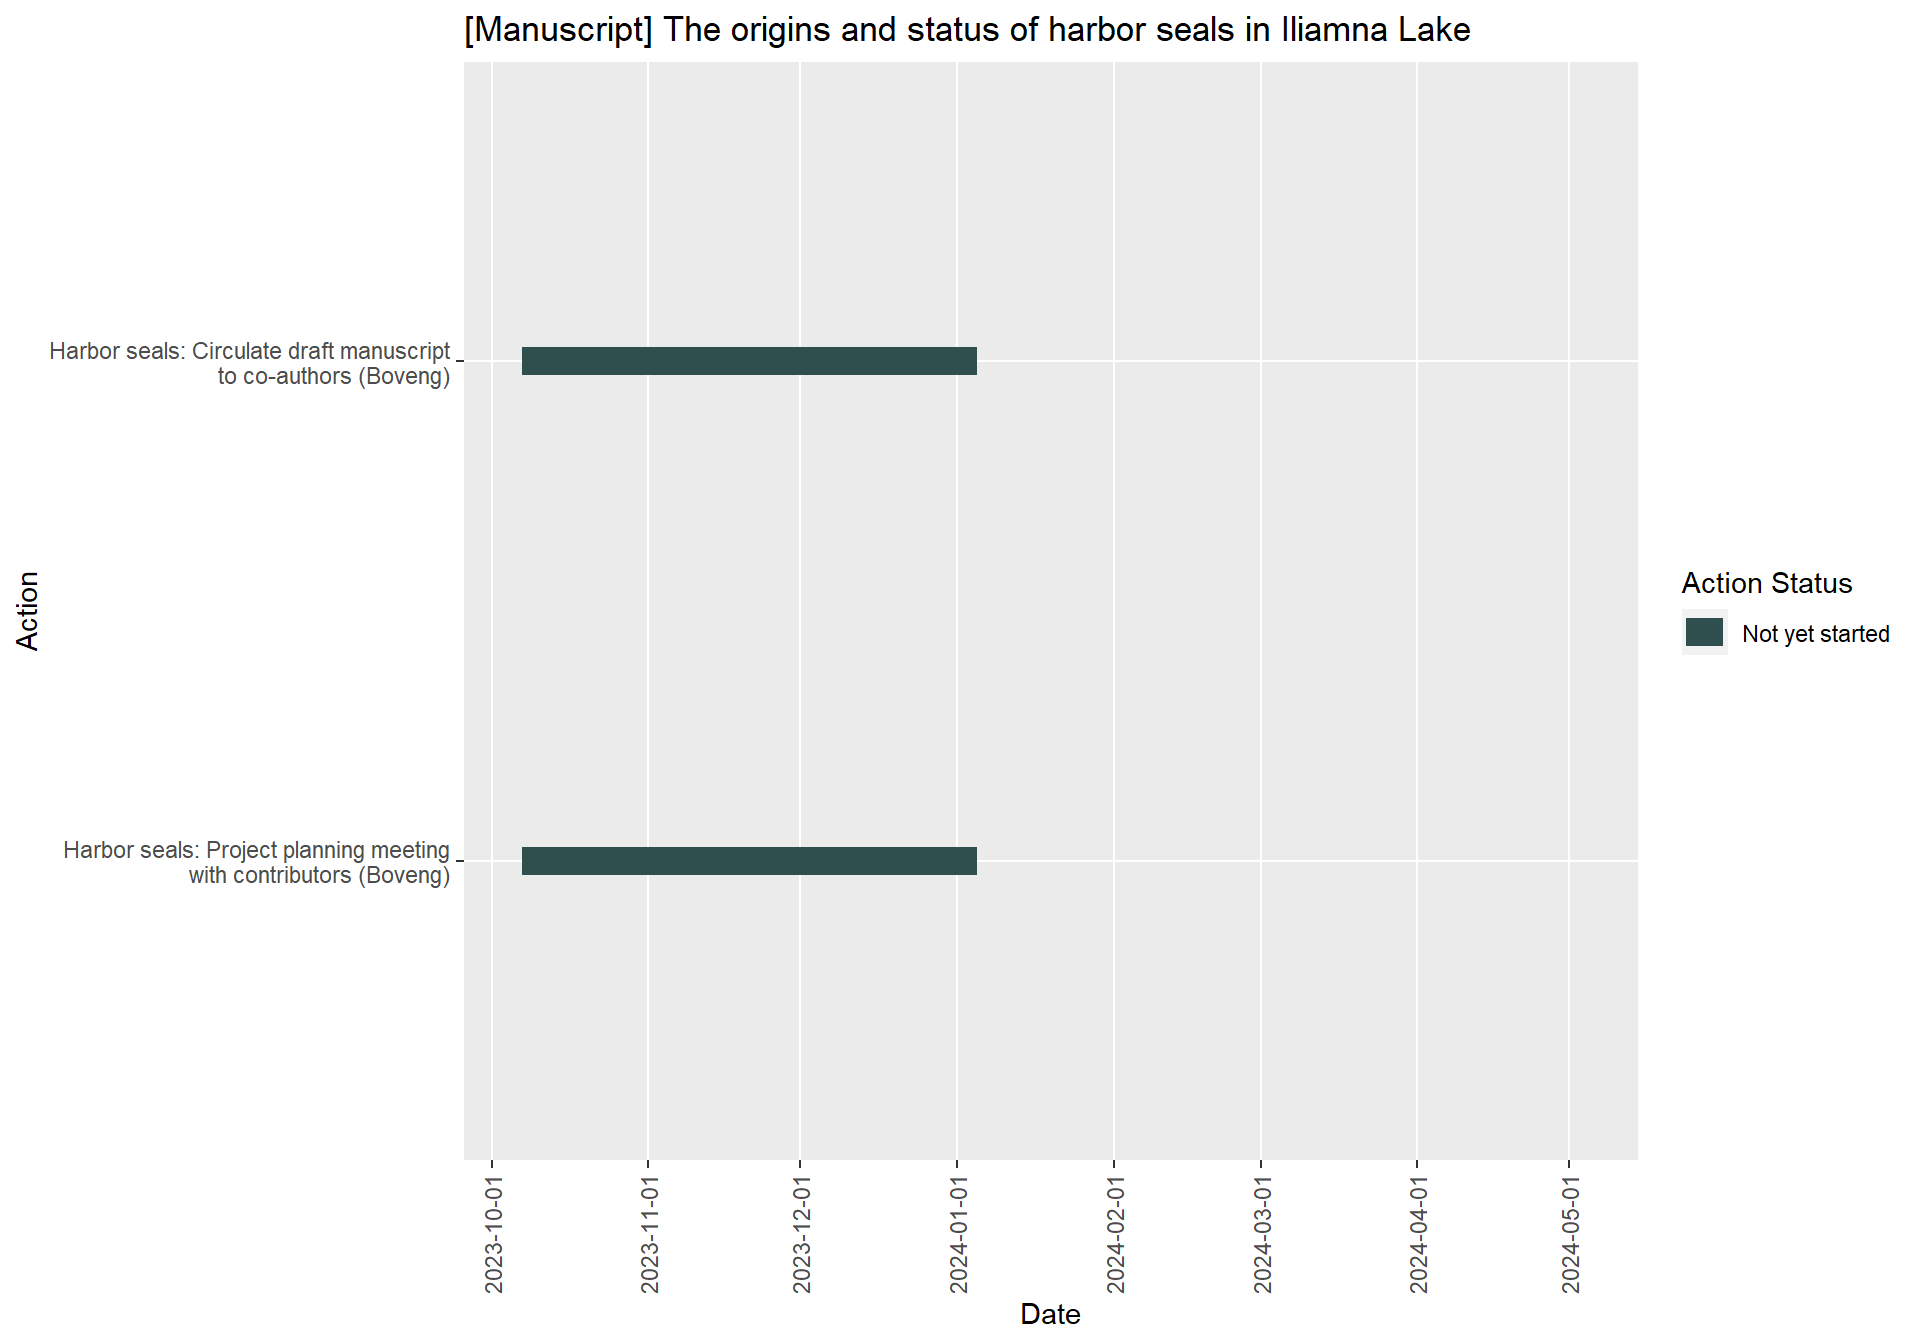 [Manuscript] The origins and status of harbor seals in Iliamna Lake
Harbor seals: Circulate draft manuscript
to co-authors (Boveng)
Harbor seals: Project planning meeting
with contributors (Boveng)
Action
2023-10-01
2023-11-01
2023-12-01
2024-01-01
2024-02-01
2024-03-01
2024-04-01
2024-05-01
Date
Action Status
Not yet started